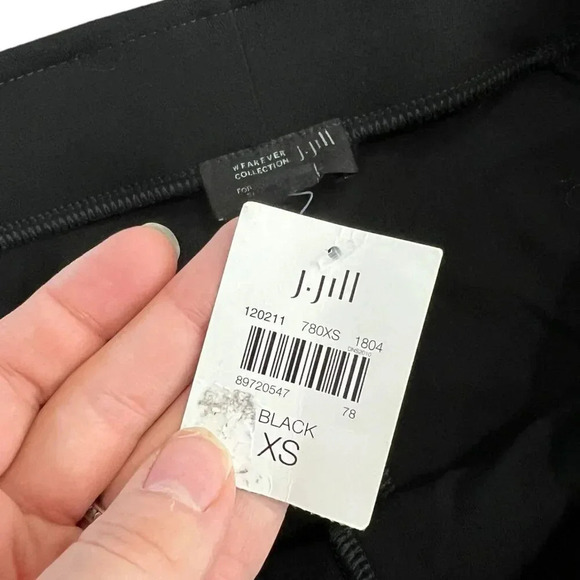 WEAREVER
COLLECTION
J.Jill
J.Jill
120211 780XS 1804
89720547 78
BLACK
XS